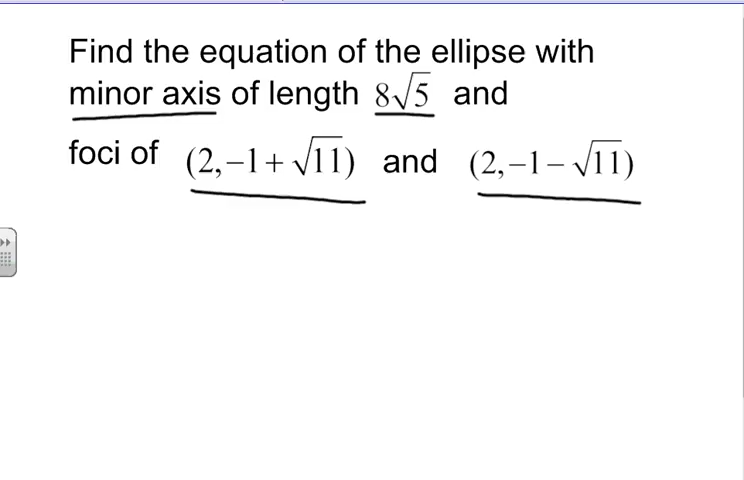 Find the equation of the ellipse with
minor axis of length 8√5 and
foci of (2,−1+√11) and (2,−1−√11)